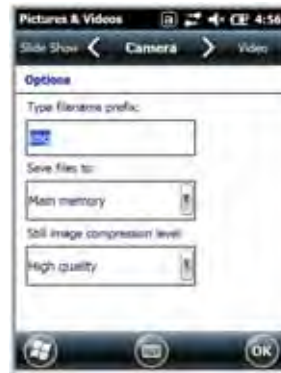 Pictures & Videos 4:56
Slide Show Camera Video
Options
Type filename prefix:
img
Save files to:
Main memory
Still image compression level:
High quality
OK